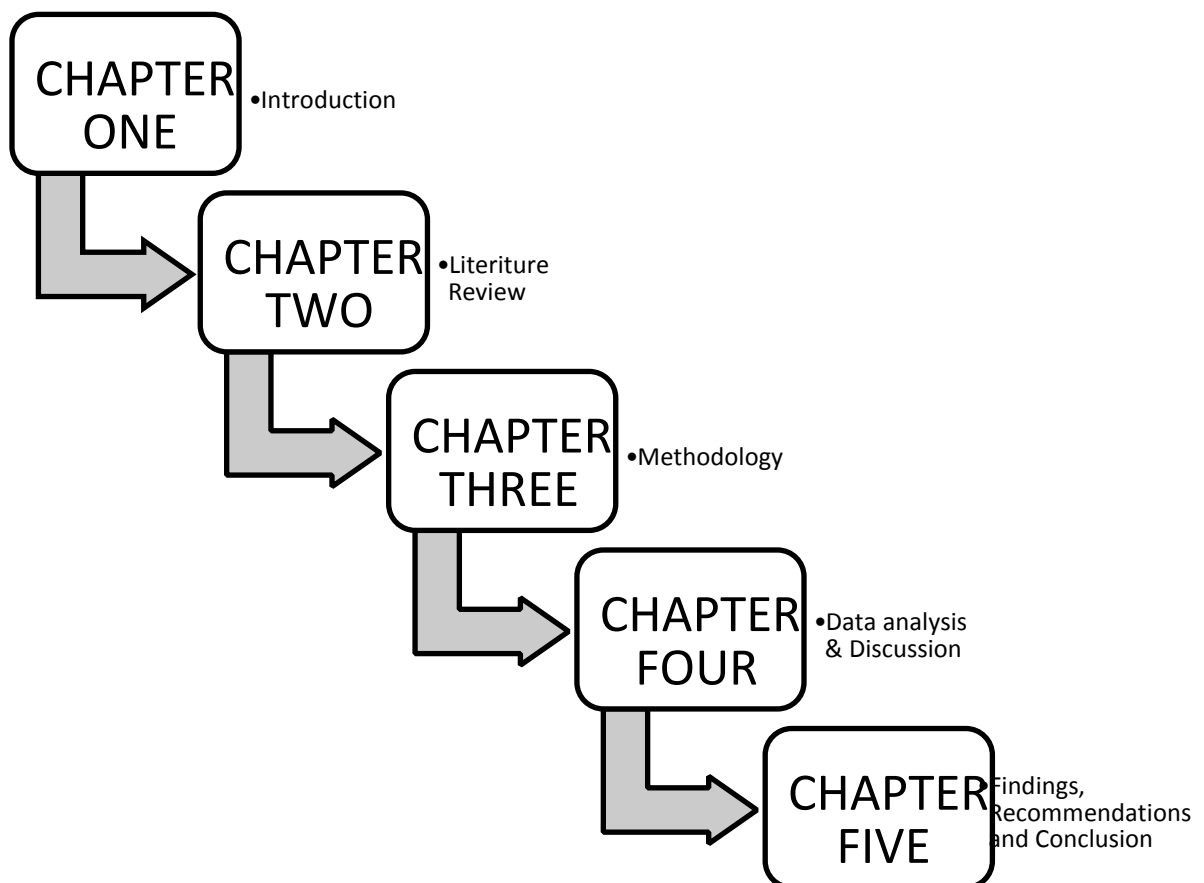 CHAPTER
ONE
•Introduction
CHAPTER
TWO
•Literiture
Review
CHAPTER
THREE
•Methodology
CHAPTER
FOUR
•Data analysis
& Discussion
CHAPTER
FIVE
•Findings,
Recommendations
and Conclusion